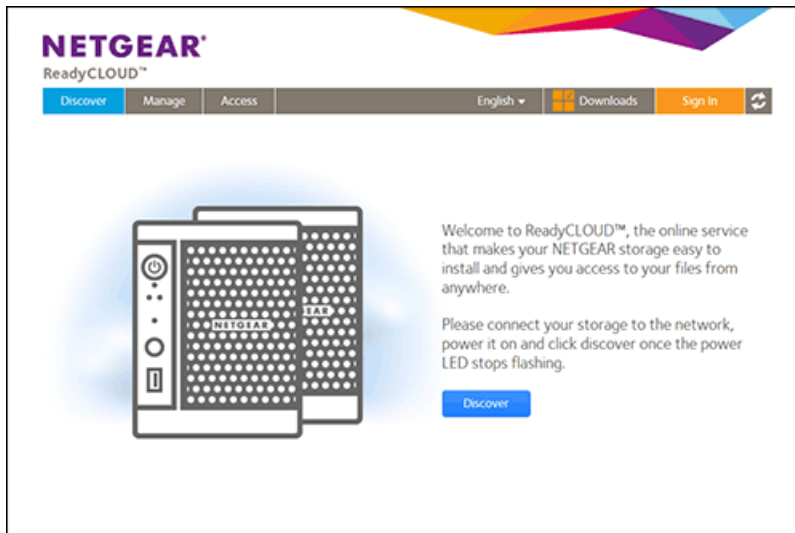 NETGEAR®
ReadyCLOUD™
Discover Manage Access English Downloads Sign In
NETGEAR
EAR
Welcome to ReadyCLOUD™, the online service
that makes your NETGEAR storage easy to
install and gives you access to your files from
anywhere.
Please connect your storage to the network,
power it on and click discover once the power
LED stops flashing.
Discover